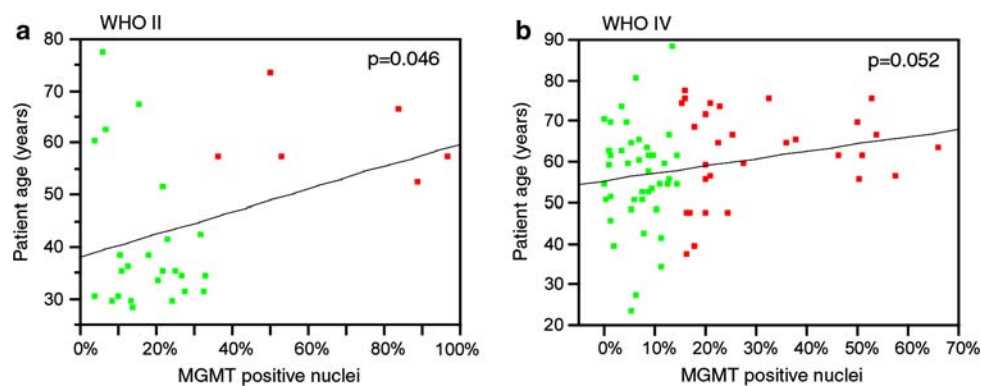 a WHO II
p=0.046
Patient age (years)
80
70
60
50
40
30
0% 20% 40% 60% 80% 100%
MGMT positive nuclei
b WHO IV
p=0.052
Patient age (years)
90
80
70
60
50
40
30
20
0% 10% 20% 30% 40% 50% 60% 70%
MGMT positive nuclei